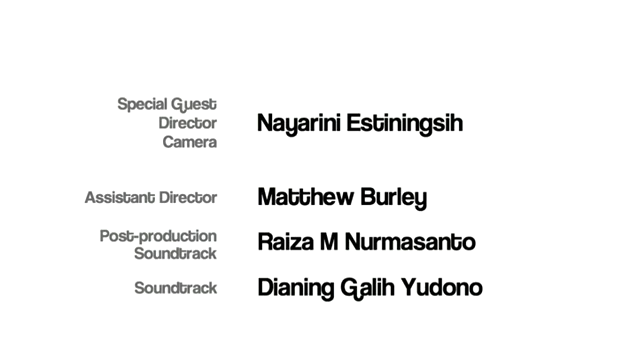 Special Guest
Director
Camera
Nayarini Estiningsih
Assistant Director
Matthew Burley
Post-production
Soundtrack
Raiza M Nurmasanto
Soundtrack
Dianing Galih Yudono